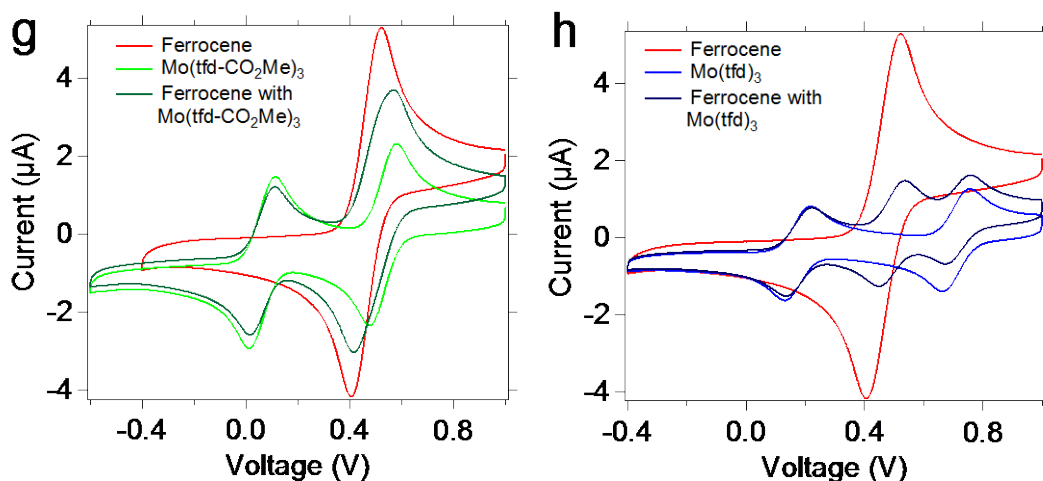 g
Ferrocene
Mo(tfd-CO₂Me)₃
Ferrocene with
Mo(tfd-CO₂Me)₃
4
2
0
−2
−4
Current (µA)
−0.4
0.0
0.4
0.8
Voltage (V)
h
Ferrocene
Mo(tfd)₃
Ferrocene with
Mo(tfd)₃
4
2
0
−2
−4
Current (µA)
−0.4
0.0
0.4
0.8
Voltage (V)